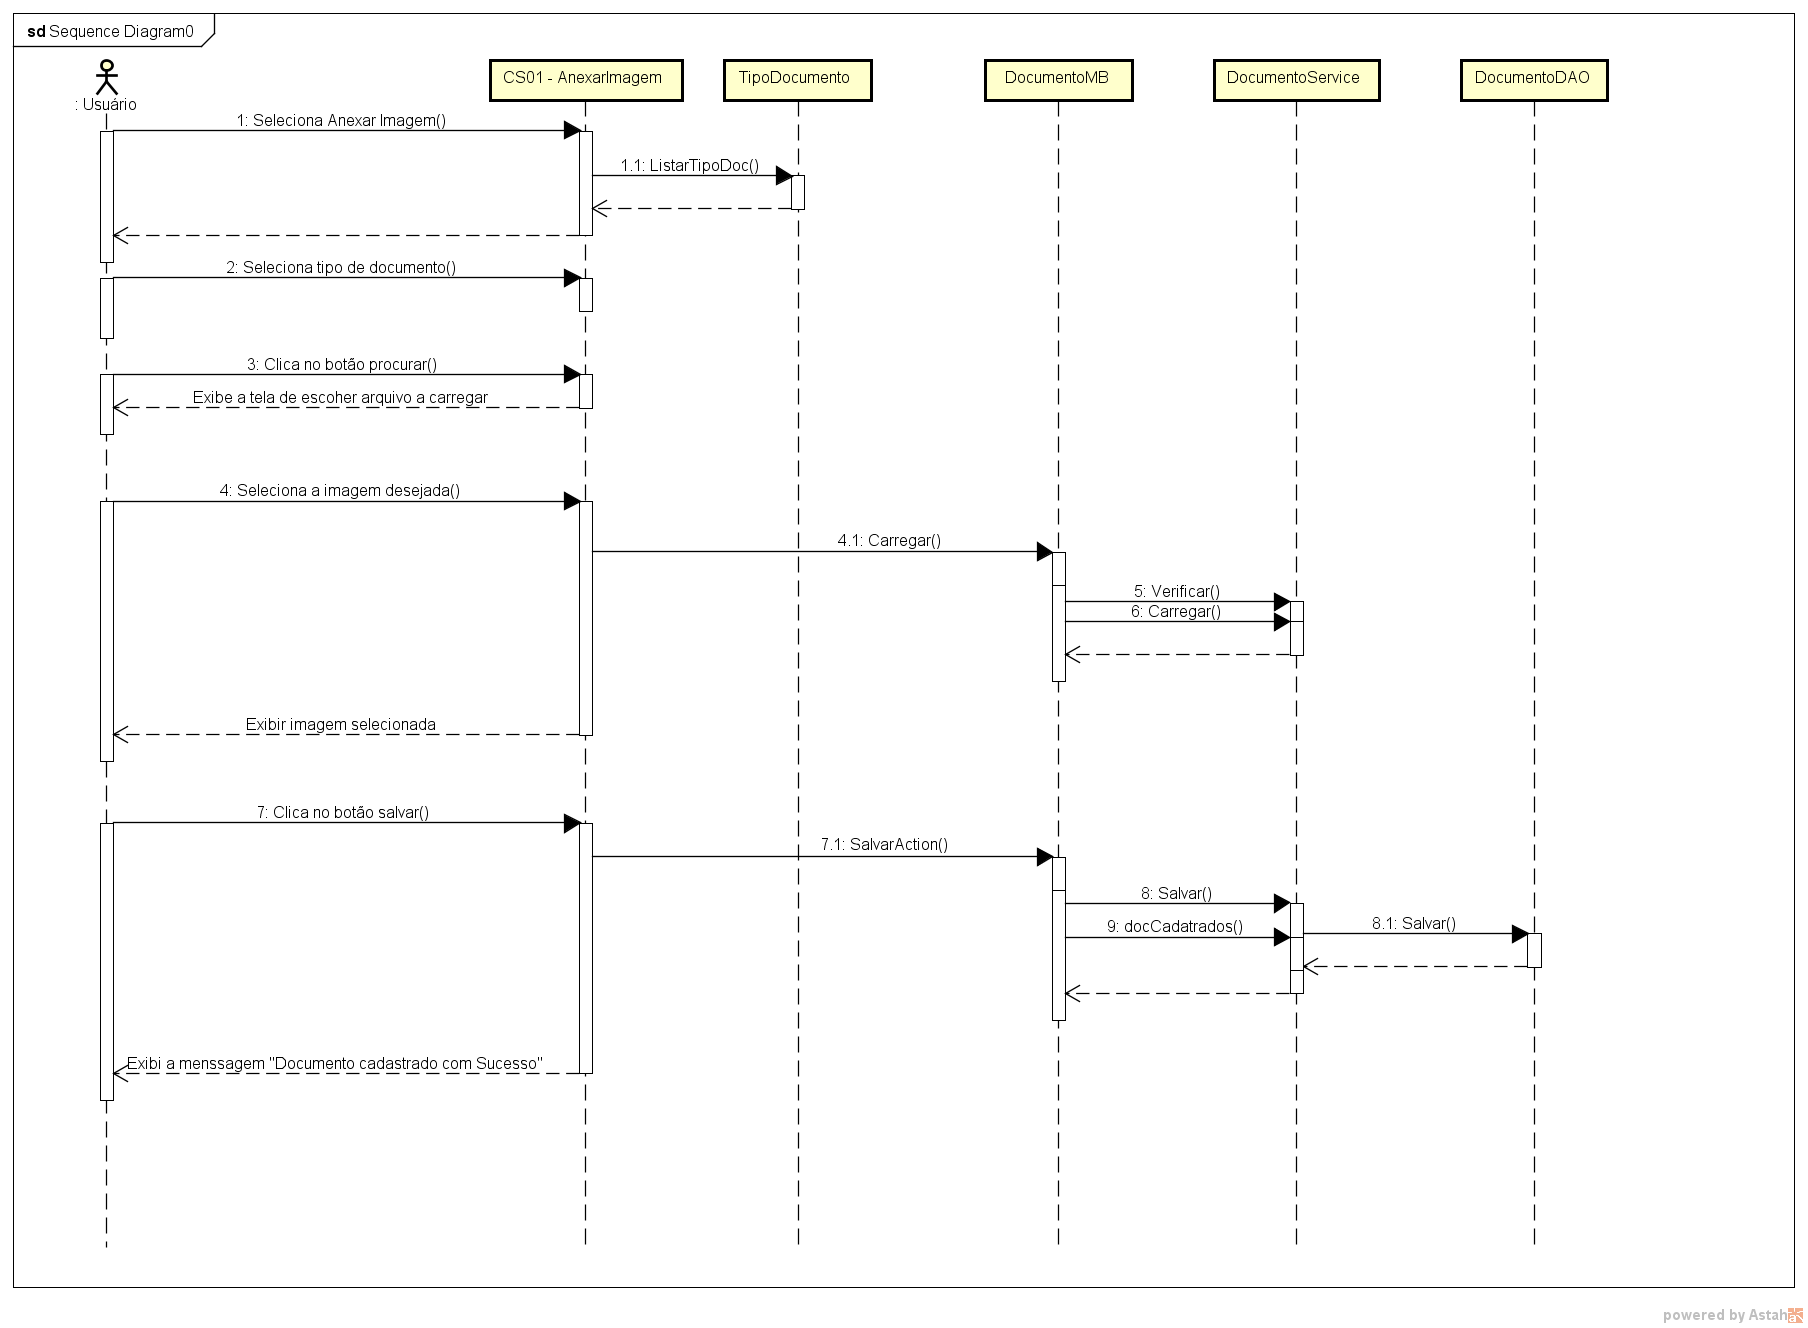 sd Sequence Diagram0
: Usuário
CS01 - AnexarImagem
TipoDocumento
DocumentoMB
DocumentoService
DocumentoDAO
1: Seleciona Anexar Imagem()
1.1: ListarTipoDoc()
2: Seleciona tipo de documento()
3: Clica no botão procurar()
Exibe a tela de escoher arquivo a carregar
4: Seleciona a imagem desejada()
4.1: Carregar()
5: Verificar()
6: Carregar()
Exibir imagem selecionada
7: Clica no botão salvar()
7.1: SalvarAction()
8: Salvar()
8.1: Salvar()
9: docCadatrados()
Exibi a menssagem "Documento cadastrado com Sucesso"
powered by Astah